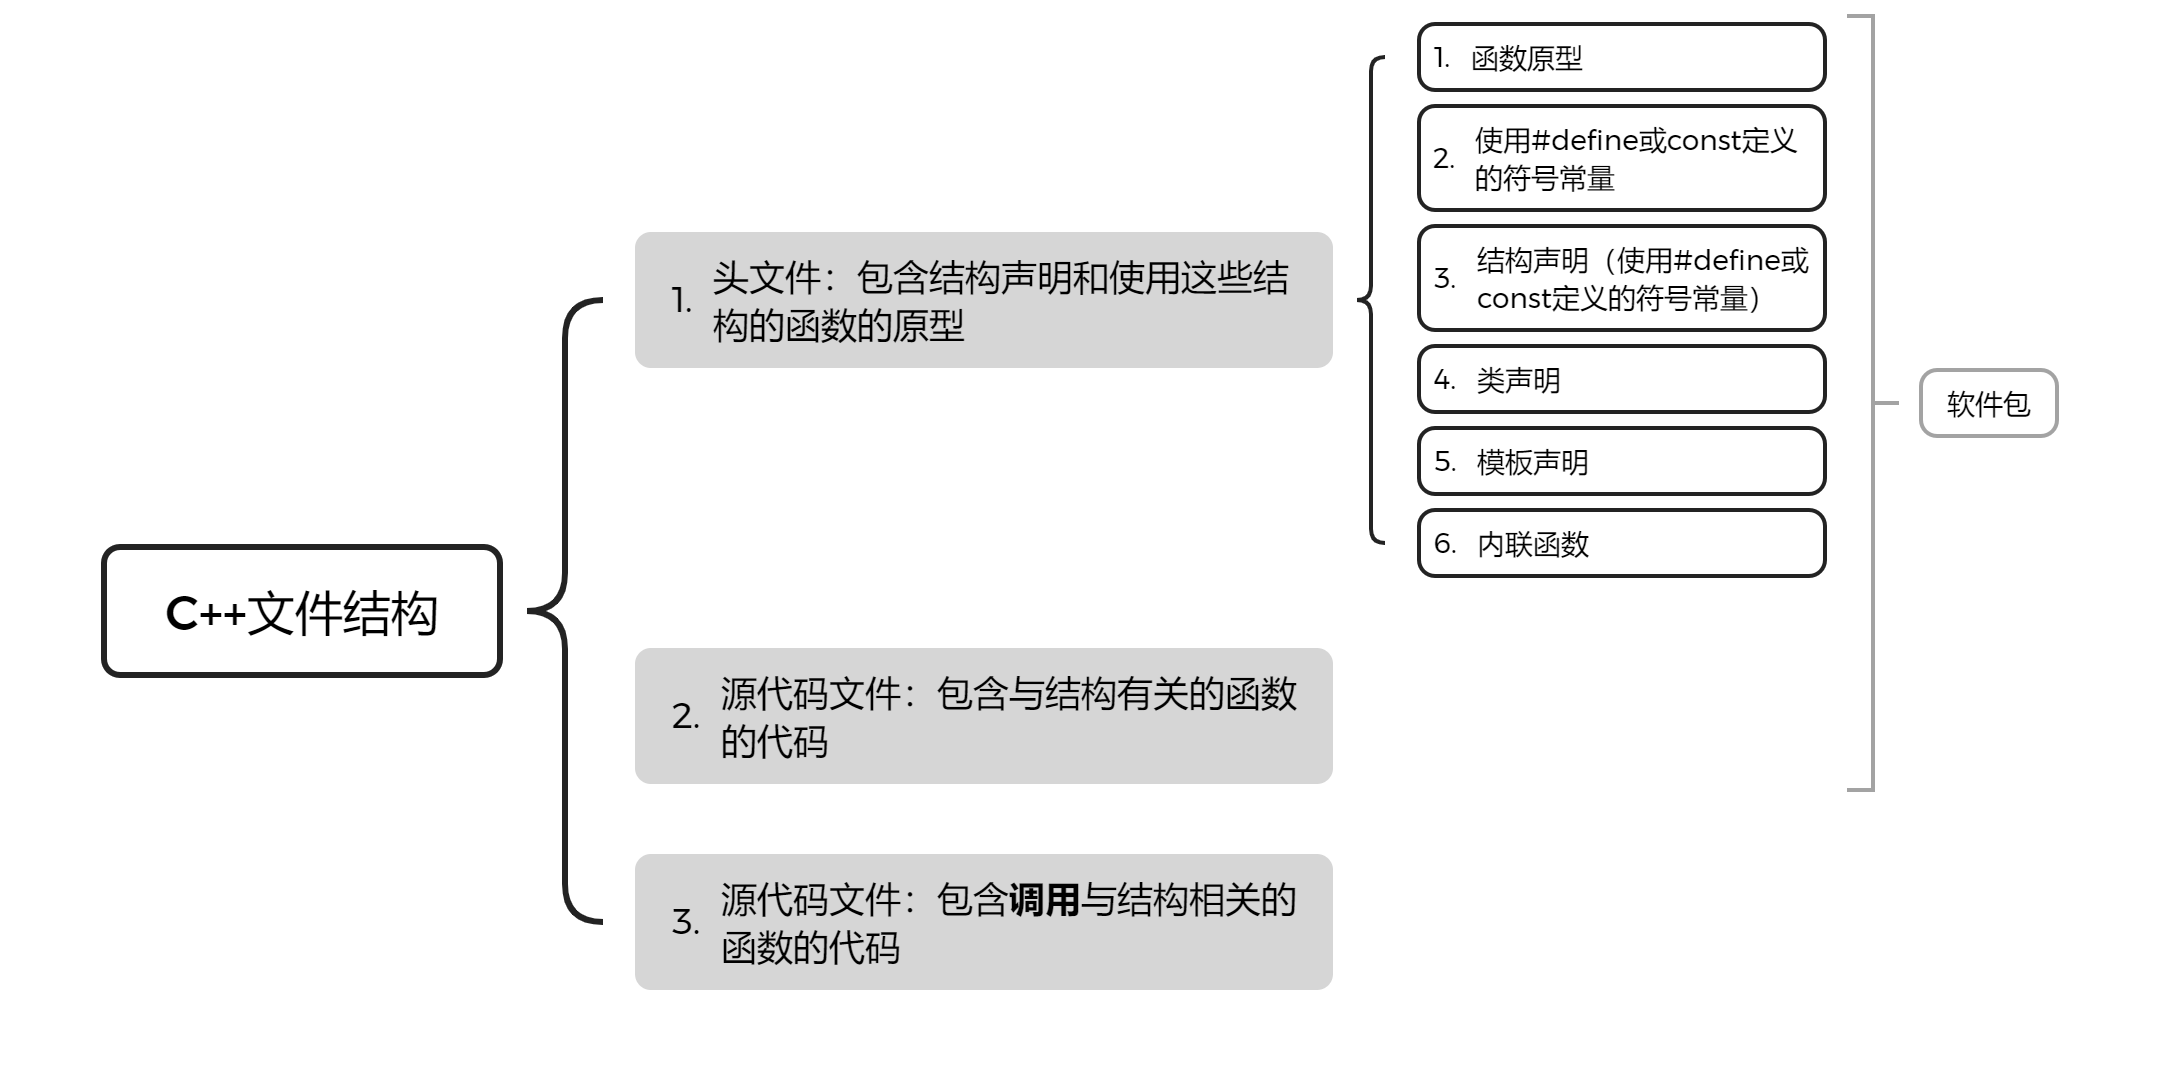 C++文件结构
1. 头文件：包含结构声明和使用这些结
构的函数的原型
1. 函数原型
2. 使用#define或const定义
的符号常量
3. 结构声明（使用#define或
const定义的符号常量）
4. 类声明
5. 模板声明
6. 内联函数
软件包
2. 源代码文件：包含与结构有关的函数
的代码
3. 源代码文件：包含调用与结构相关的
函数的代码